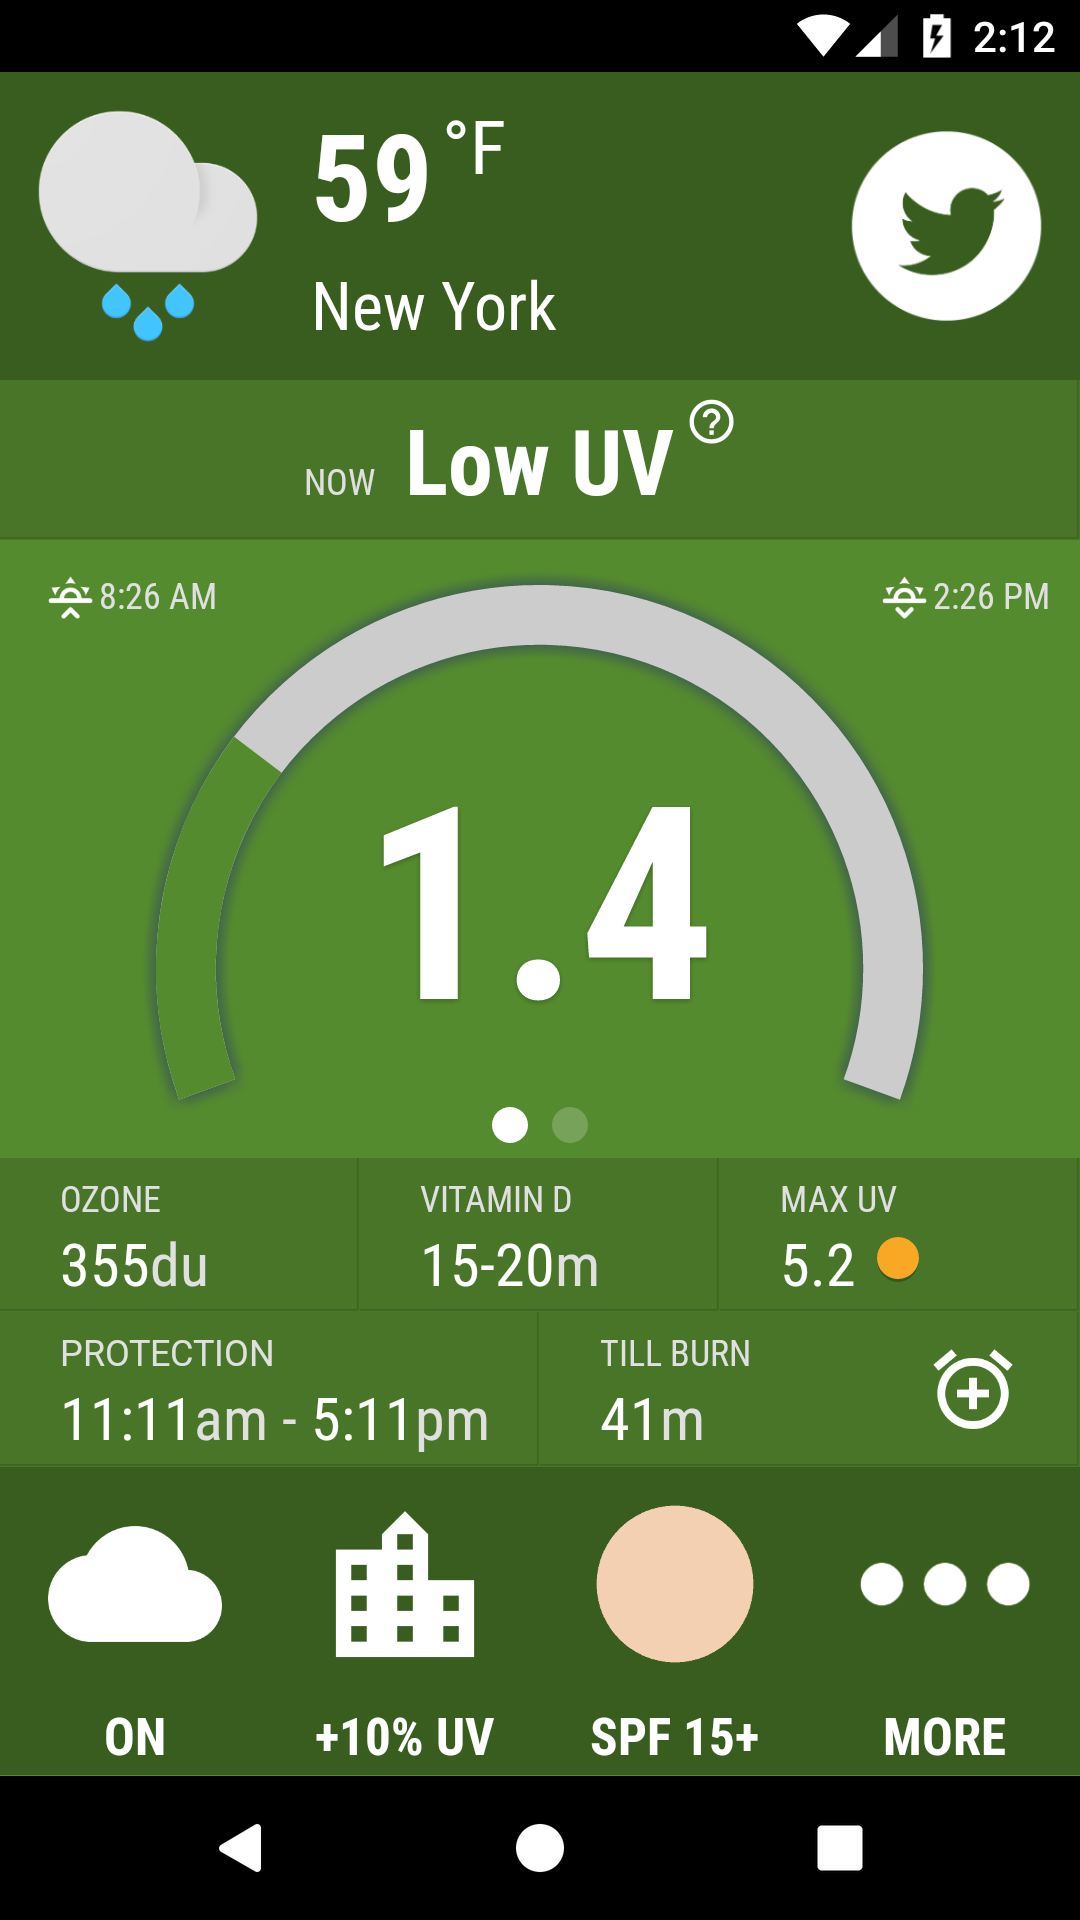 2:12
59 °F
New York
NOW Low UV
8:26 AM
2:26 PM
1.4
OZONE
355du
VITAMIN D
15-20m
MAX UV
5.2
PROTECTION
11:11am - 5:11pm
TILL BURN
41m
ON
+10% UV
SPF 15+
MORE